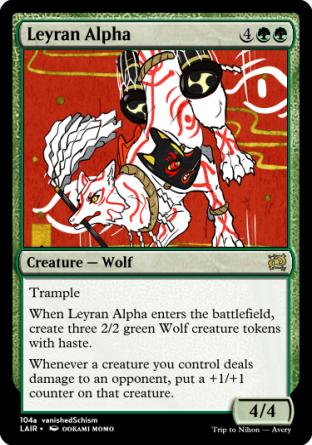 Leyran Alpha 4
Creature — Wolf
Trample
When Leyran Alpha enters the battlefield,
create three 2/2 green Wolf creature tokens
with haste.
Whenever a creature you control deals
damage to an opponent, put a +1/+1
counter on that creature.
4/4
104a vanishedSchism
LAIR • OOKAMI MOMO
Trip to Nihon — Avery